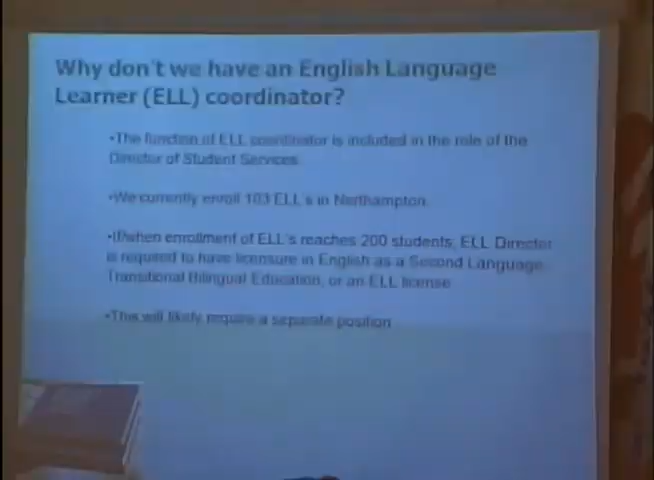 Why don't we have an English Language
Learner (ELL) coordinator?
•The function of ELL coordinator is included in the role of the
Director of Student Services.
•We currently enroll 103 ELL's in Northampton.
•If/when enrollment of ELL's reaches 200 students, ELL Director
is required to have licensure in English as a Second Language,
Transitional Bilingual Education, or an ELL license
•This will likely require a separate position